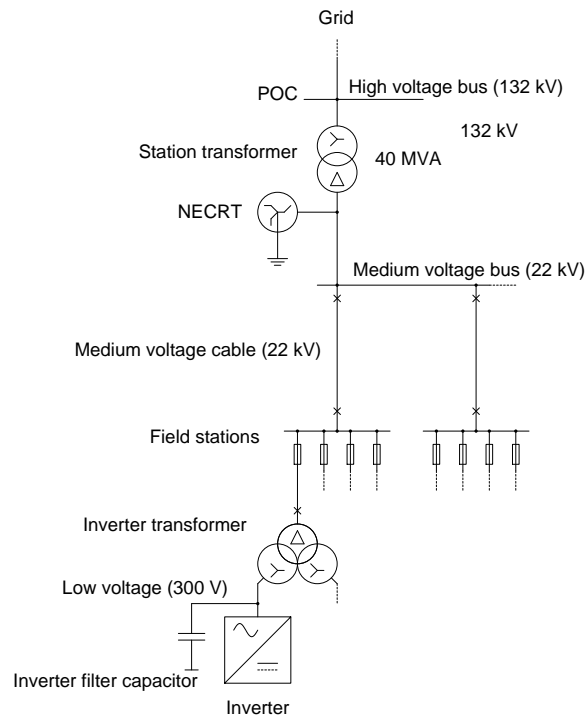 Grid
POC
High voltage bus (132 kV)
132 kV
Station transformer
40 MVA
NECRT
Medium voltage bus (22 kV)
Medium voltage cable (22 kV)
Field stations
Inverter transformer
Low voltage (300 V)
Inverter filter capacitor
Inverter